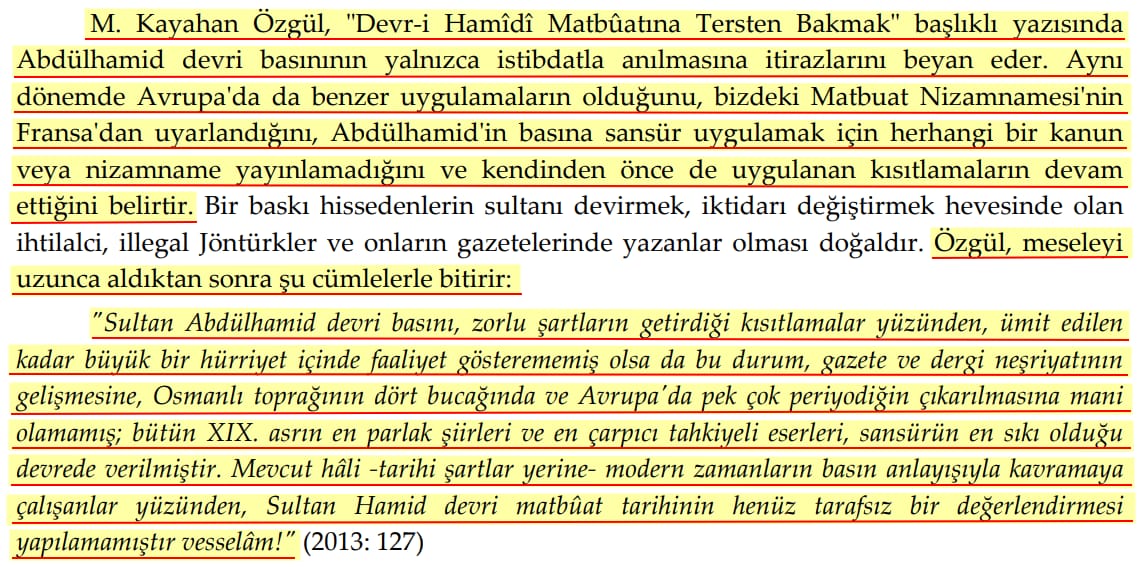 M. Kayahan Özgül, "Devr-i Hamîdî Matbûatına Tersten Bakmak" başlıklı yazısında
Abdülhamid devri basınının yalnızca istibdatla anılmasına itirazlarını beyan eder. Aynı
dönemde Avrupa'da da benzer uygulamaların olduğunu, bizdeki Matbuat Nizamnamesi'nin
Fransa'dan uyarlandığını, Abdülhamid'in basına sansür uygulamak için herhangi bir kanun
veya nizamname yayınlamadığını ve kendinden önce de uygulanan kısıtlamaların devam
ettiğini belirtir. Bir baskı hissedenlerin sultanı devirmek, iktidarı değiştirmek hevesinde olan
ihtilalci, illegal Jöntürkler ve onların gazetelerinde yazanlar olması doğaldır. Özgül, meseleyi
uzunca aldıktan sonra şu cümlelerle bitirir:
"Sultan Abdülhamid devri basını, zorlu şartların getirdiği kısıtlamalar yüzünden, ümit edilen
kadar büyük bir hürriyet içinde faaliyet gösterememiş olsa da bu durum, gazete ve dergi neşriyatının
gelişmesine, Osmanlı toprağının dört bucağında ve Avrupa'da pek çok periyodiğin çıkarılmasına mani
olamamış; bütün XIX. asrın en parlak şiirleri ve en çarpıcı tahkiyeli eserleri, sansürün en sıkı olduğu
devrede verilmiştir. Mevcut hâli -tarihi şartlar yerine- modern zamanların basın anlayışıyla kavramaya
çalışanlar yüzünden, Sultan Hamid devri matbûat tarihinin henüz tarafsız bir değerlendirmesi
yapılamamıştır vesselâm!" (2013: 127)